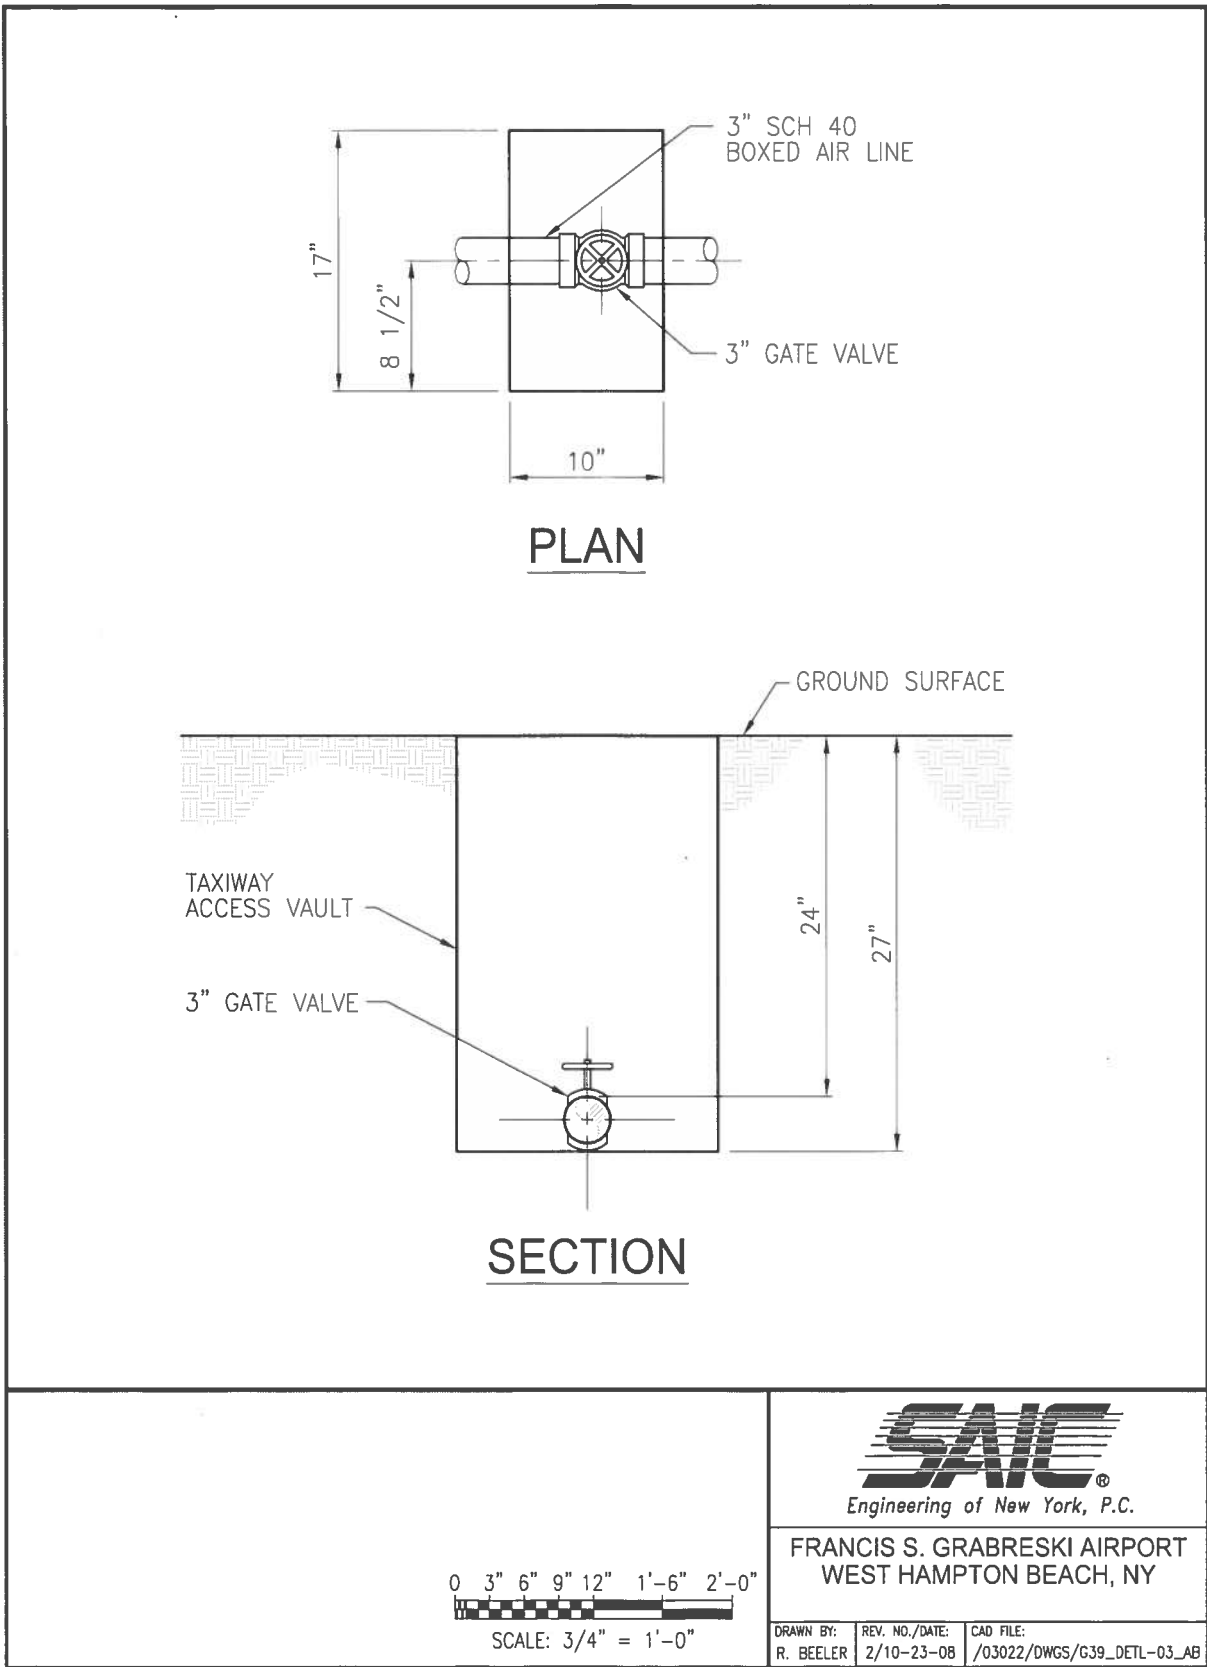 3" SCH 40
BOXED AIR LINE
17"
8 1/2"
3" GATE VALVE
10"
PLAN
GROUND SURFACE
TAXIWAY
ACCESS VAULT
24"
27"
3" GATE VALVE
SECTION
SAIC®
Engineering of New York, P.C.
FRANCIS S. GRABRESKI AIRPORT
WEST HAMPTON BEACH, NY
0 3" 6" 9" 12" 1'-6" 2'-0"
SCALE: 3/4" = 1'-0"
DRAWN BY: REV. NO./DATE: CAD FILE:
R. BEELER 2/10-23-08 /03022/DWGS/G39_DETL-03_AB